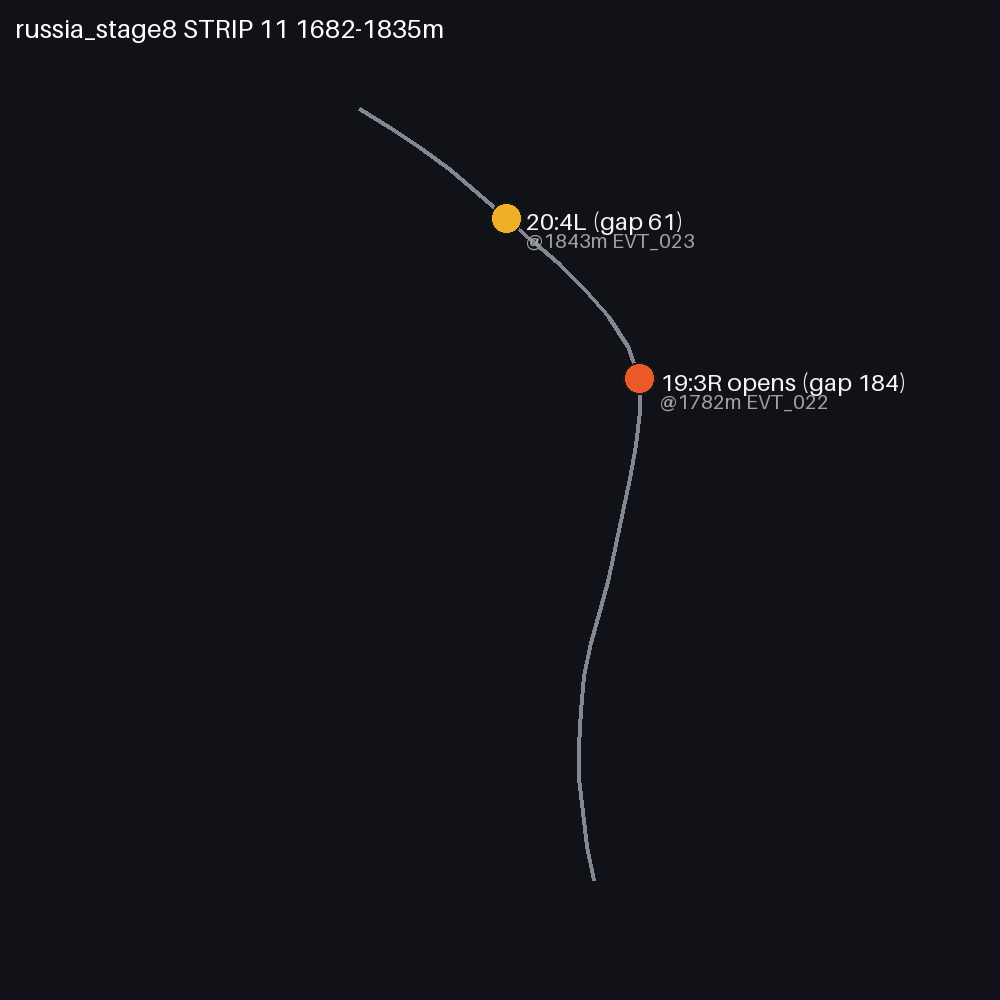 russia_stage8 STRIP 11 1682-1835m
20:4L (gap 61)
@1843m EVT_023
19:3R opens (gap 184)
@1782m EVT_022